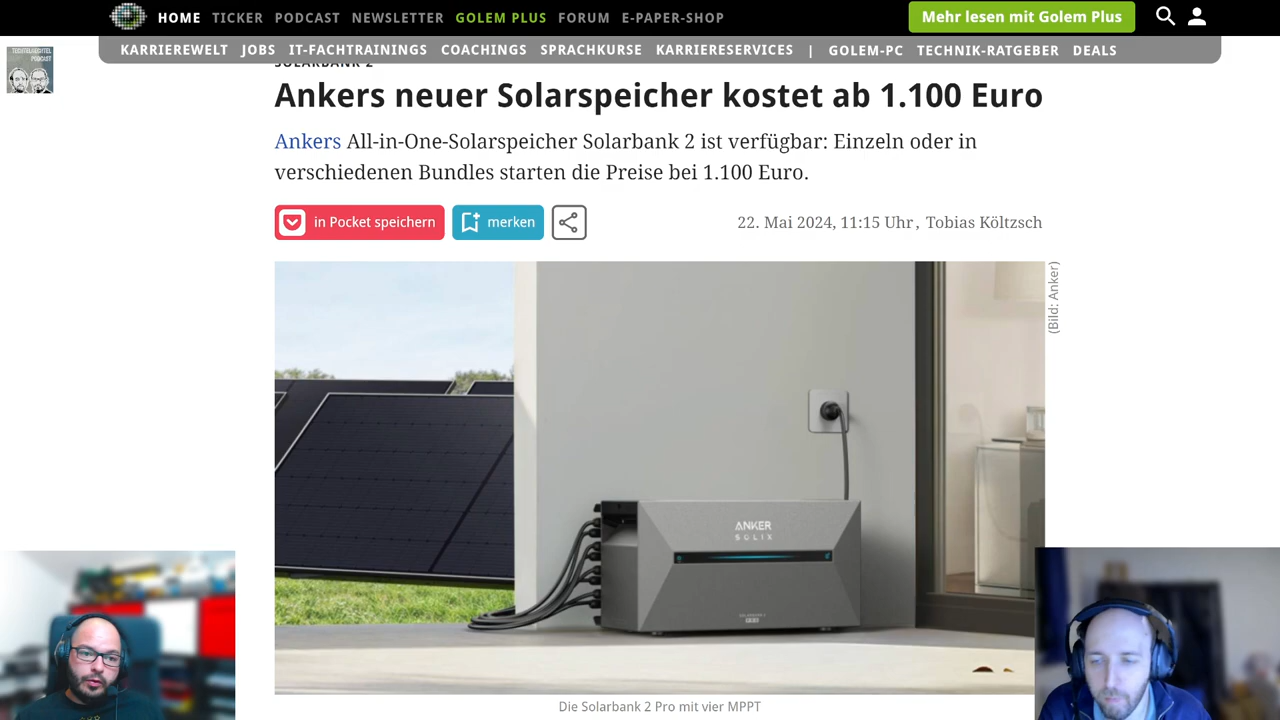 HOME TICKER PODCAST NEWSLETTER GOLEM PLUS FORUM E-PAPER-SHOP
Mehr lesen mit Golem Plus
KARRIEREWELT JOBS IT-FACHTRAININGS COACHINGS SPRACHKURSE KARRIERESERVICES | GOLEM-PC TECHNIK-RATGEBER DEALS
TECHTELMECHTEL
PODCAST
SOLARBANK 2
Ankers neuer Solarspeicher kostet ab 1.100 Euro
Ankers All-in-One-Solarspeicher Solarbank 2 ist verfügbar: Einzeln oder in
verschiedenen Bundles starten die Preise bei 1.100 Euro.
in Pocket speichern
merken
22. Mai 2024, 11:15 Uhr, Tobias Költzsch
(Bild: Anker)
ANKER
SOLIX
Die Solarbank 2 Pro mit vier MPPT